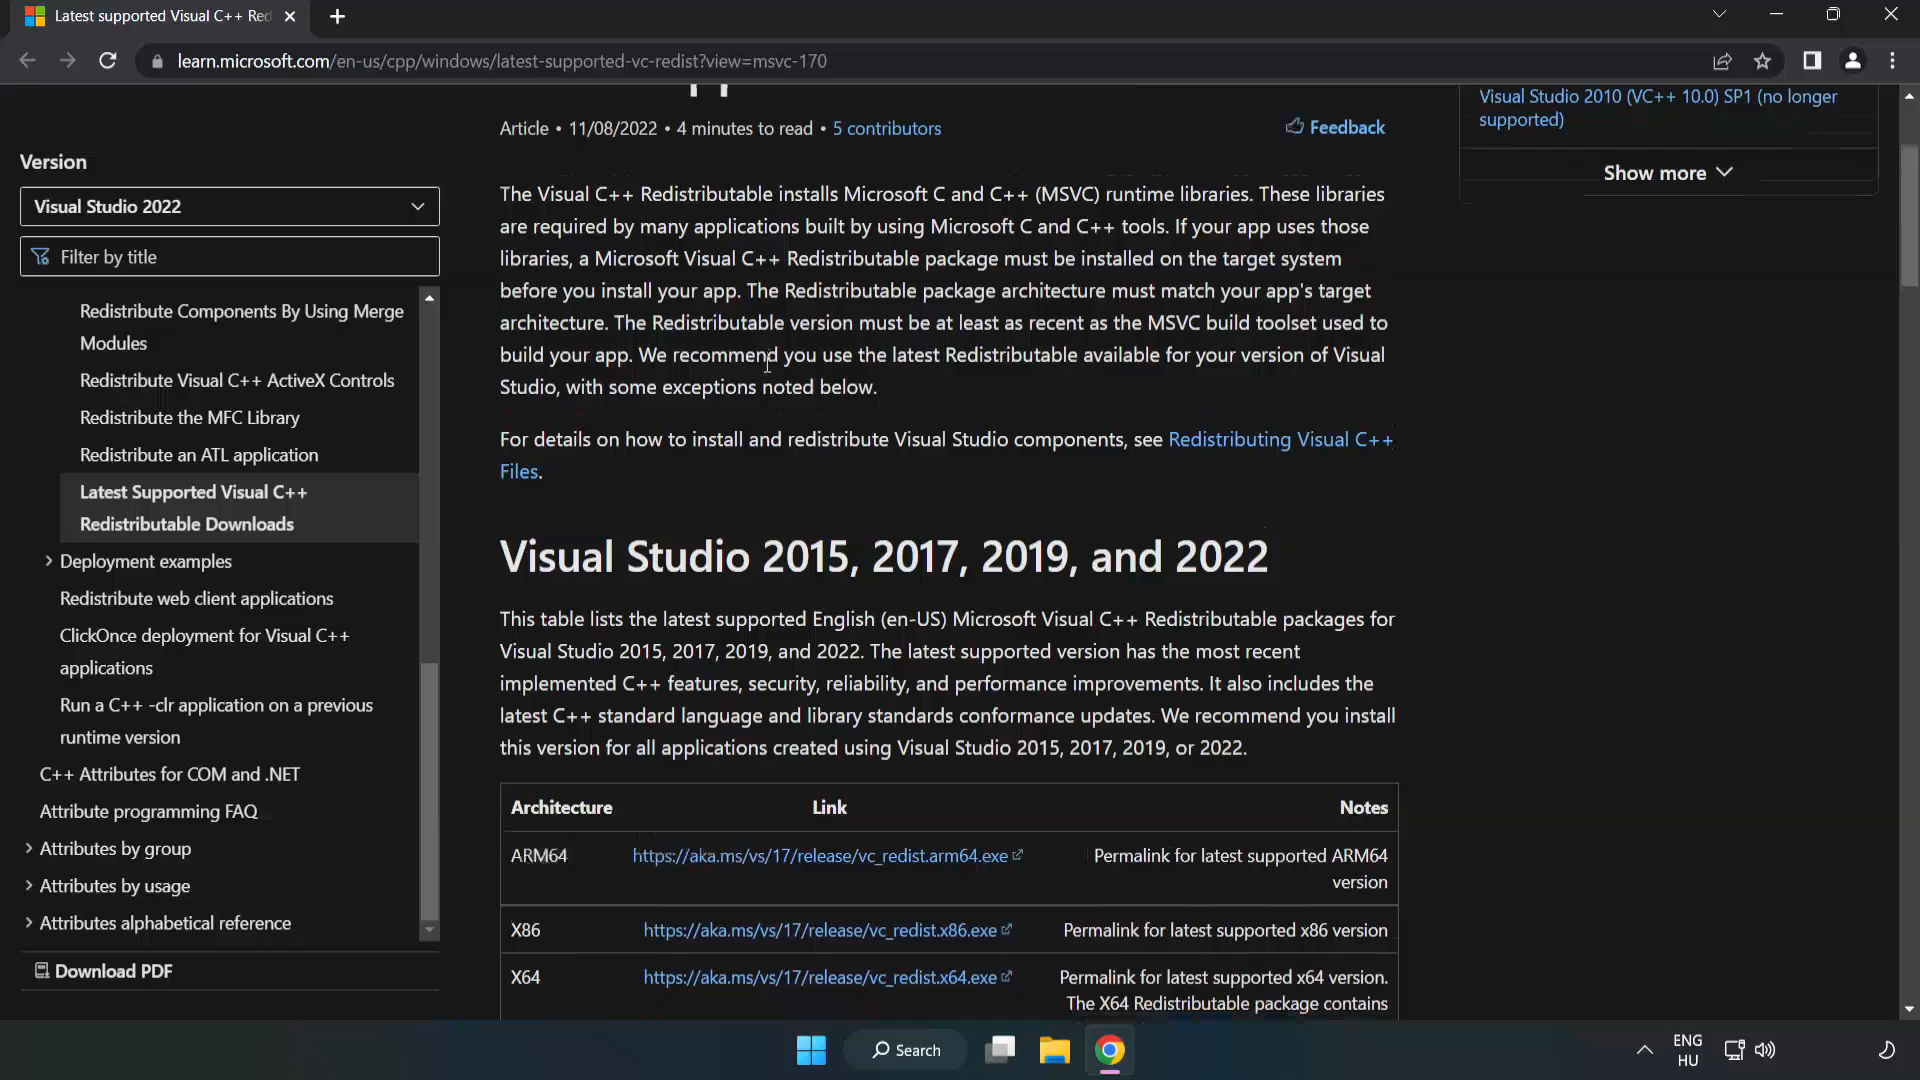 Latest supported Visual C++ Red
learn.microsoft.com/en-us/cpp/windows/latest-supported-vc-redist?view=msvc-170
Version
Visual Studio 2022
Filter by title
Redistribute Components By Using Merge
Modules
Redistribute Visual C++ ActiveX Controls
Redistribute the MFC Library
Redistribute an ATL application
Latest Supported Visual C++
Redistributable Downloads
Deployment examples
Redistribute web client applications
ClickOnce deployment for Visual C++
applications
Run a C++ -clr application on a previous
runtime version
C++ Attributes for COM and .NET
Attribute programming FAQ
Attributes by group
Attributes by usage
Attributes alphabetical reference
Download PDF
Article • 11/08/2022 • 4 minutes to read • 5 contributors
Feedback
The Visual C++ Redistributable installs Microsoft C and C++ (MSVC) runtime libraries. These libraries
are required by many applications built by using Microsoft C and C++ tools. If your app uses those
libraries, a Microsoft Visual C++ Redistributable package must be installed on the target system
before you install your app. The Redistributable package architecture must match your app's target
architecture. The Redistributable version must be at least as recent as the MSVC build toolset used to
build your app. We recommend you use the latest Redistributable available for your version of Visual
Studio, with some exceptions noted below.
For details on how to install and redistribute Visual Studio components, see Redistributing Visual C++
Files.
Visual Studio 2015, 2017, 2019, and 2022
This table lists the latest supported English (en-US) Microsoft Visual C++ Redistributable packages for
Visual Studio 2015, 2017, 2019, and 2022. The latest supported version has the most recent
implemented C++ features, security, reliability, and performance improvements. It also includes the
latest C++ standard language and library standards conformance updates. We recommend you install
this version for all applications created using Visual Studio 2015, 2017, 2019, or 2022.
Architecture Link Notes
ARM64 https://aka.ms/vs/17/release/vc_redist.arm64.exe Permalink for latest supported ARM64
version
X86 https://aka.ms/vs/17/release/vc_redist.x86.exe Permalink for latest supported x86 version
X64 https://aka.ms/vs/17/release/vc_redist.x64.exe Permalink for latest supported x64 version.
The X64 Redistributable package contains
Visual Studio 2010 (VC++ 10.0) SP1 (no longer
supported)
Show more
Search
ENG
HU